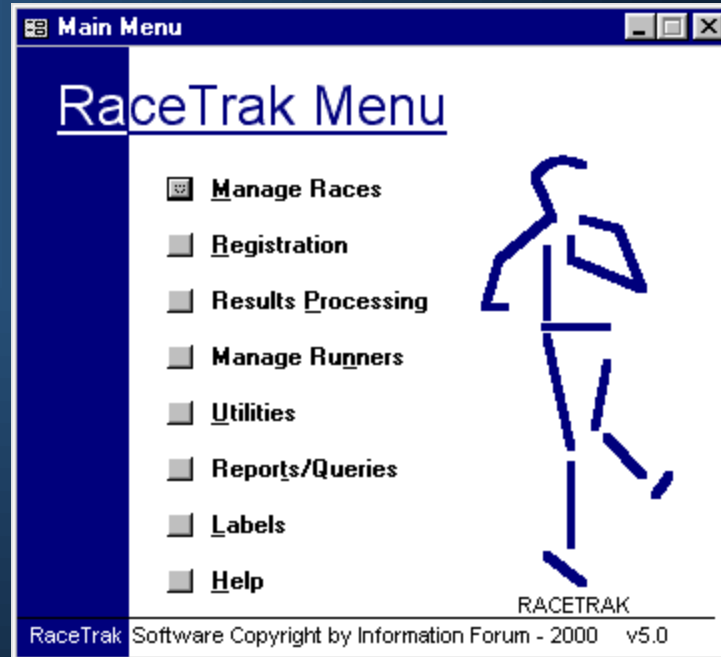 Main Menu
RaceTrak Menu
Manage Races
Registration
Results Processing
Manage Runners
Utilities
Reports/Queries
Labels
Help
RACETRAK
RaceTrak Software Copyright by Information Forum - 2000 v5.0